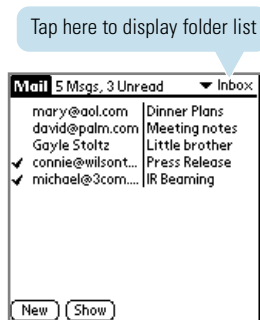 Tap here to display folder list
Mail 5 Msgs, 3 Unread Inbox
mary@aol.com Dinner Plans
david@palm.com Meeting notes
Gayle Stoltz Little brother
connie@wilsont... Press Release
michael@3com.... IR Beaming
New Show